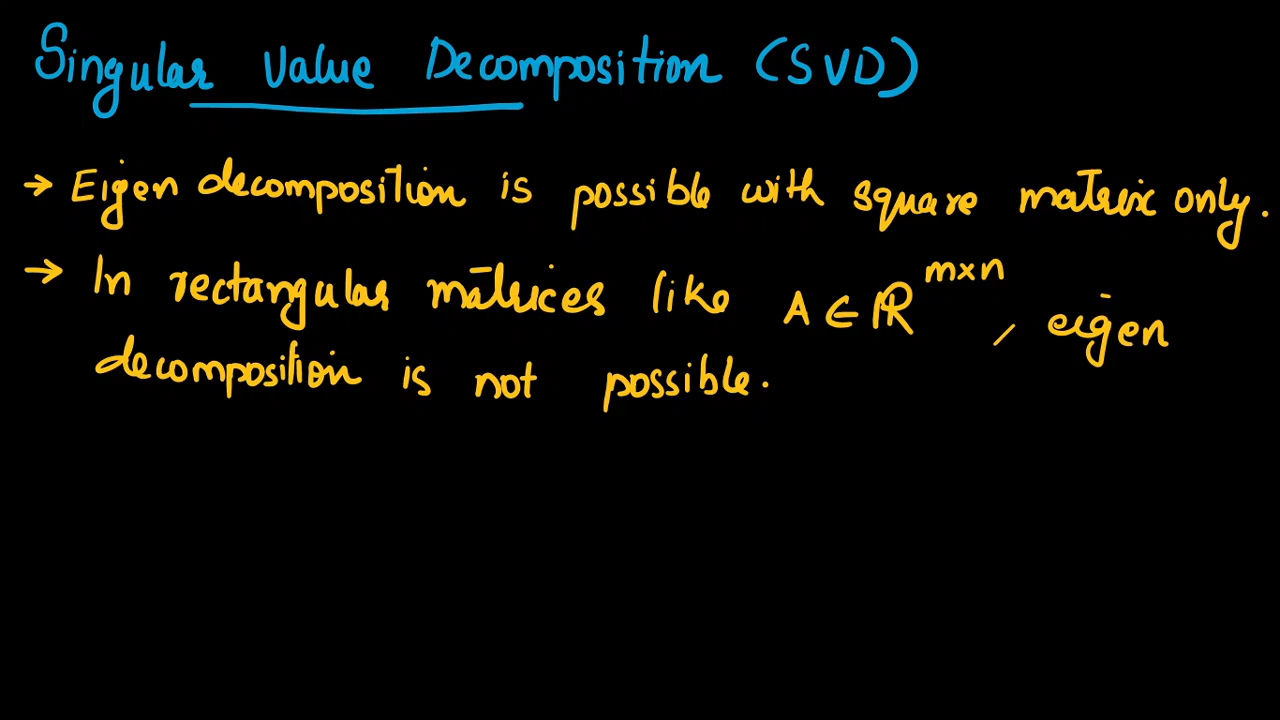 Singular Value Decomposition (SVD)
→ Eigen decomposition is possible with square matrix only.
→ In rectangular matrices like A ∈ ℝ^{m×n}, eigen
decomposition is not possible.